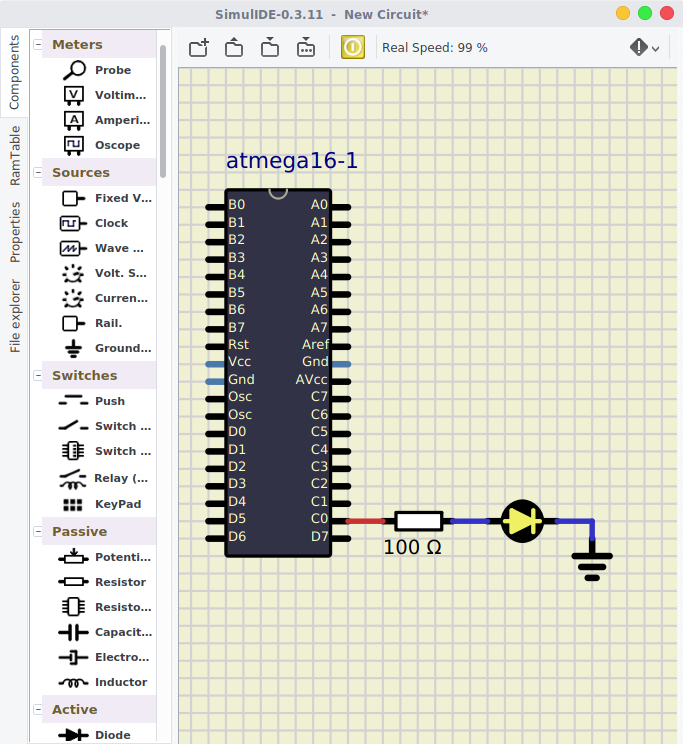 SimulIDE-0.3.11 - New Circuit*
Components
RamTable
Properties
File explorer
Meters
Probe
Voltim...
Amperi...
Oscope
Sources
Fixed V...
Clock
Wave ...
Volt. S...
Curren...
Rail.
Ground...
Switches
Push
Switch ...
Switch ...
Relay (...
KeyPad
Passive
Potenti...
Resistor
Resisto...
Capacit...
Electro...
Inductor
Active
Diode
Real Speed: 99 %
atmega16-1
B0 A0
B1 A1
B2 A2
B3 A3
B4 A4
B5 A5
B6 A6
B7 A7
Rst Aref
Vcc Gnd
Gnd AVcc
Osc C7
Osc C6
D0 C5
D1 C4
D2 C3
D3 C2
D4 C1
D5 C0
D6 D7
100 Ω
V
A